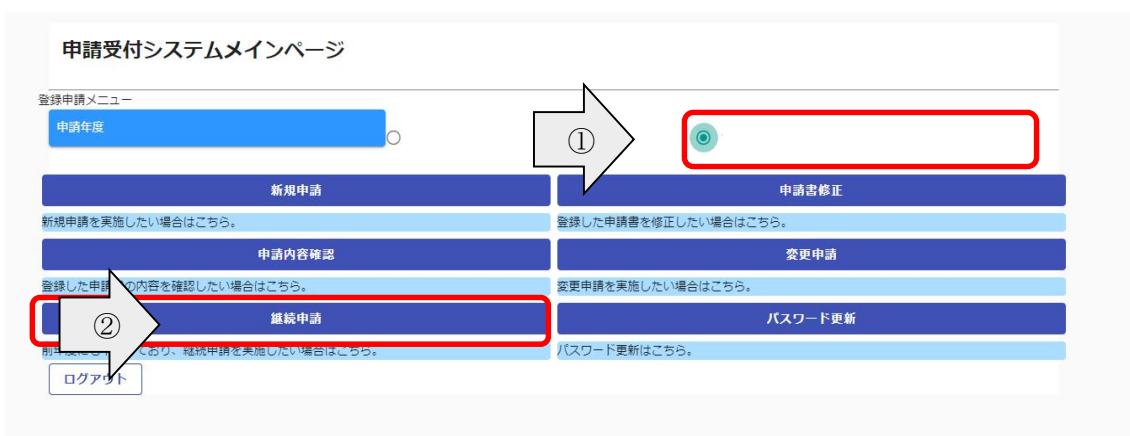 申請受付システムメインページ
登録申請メニュー
申請年度
①
新規申請
申請書修正
新規申請を実施したい場合はこちら。
登録した申請書を修正したい場合はこちら。
申請内容確認
変更申請
登録した申請の内容を確認したい場合はこちら。
変更申請を実施したい場合はこちら。
②
継続申請
パスワード更新
ており、継続申請を実施したい場合はこちら。
パスワード更新はこちら。
ログアウト